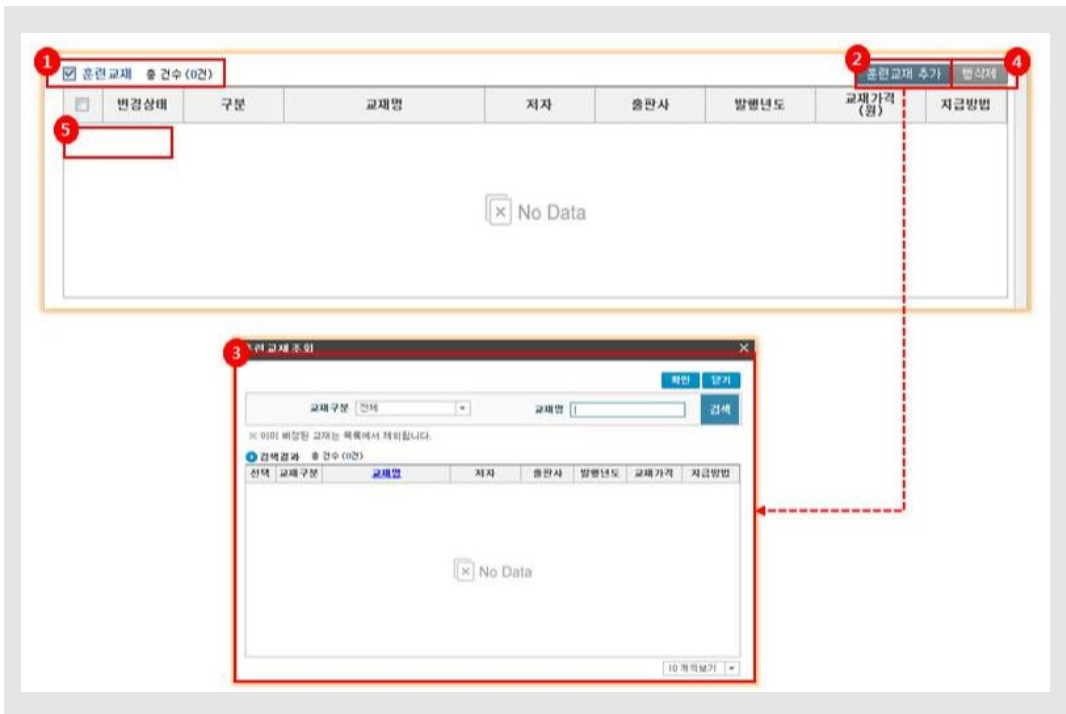 1
☑ 훈련교재 총 건수 (0건)
2
훈련교재 추가
행삭제
4
변경상태 구분 교재명 저자 출판사 발행년도 교재가격 (원) 지급방법
5
No Data
3
훈련교재조회
확인 닫기
교재구분 전체 교재명 검색
※ 이미 배정된 교재는 목록에서 제외됩니다.
검색결과 총 건수 (0건)
선택 교재구분 교재명 저자 출판사 발행년도 교재가격 지급방법
No Data
10 개씩보기